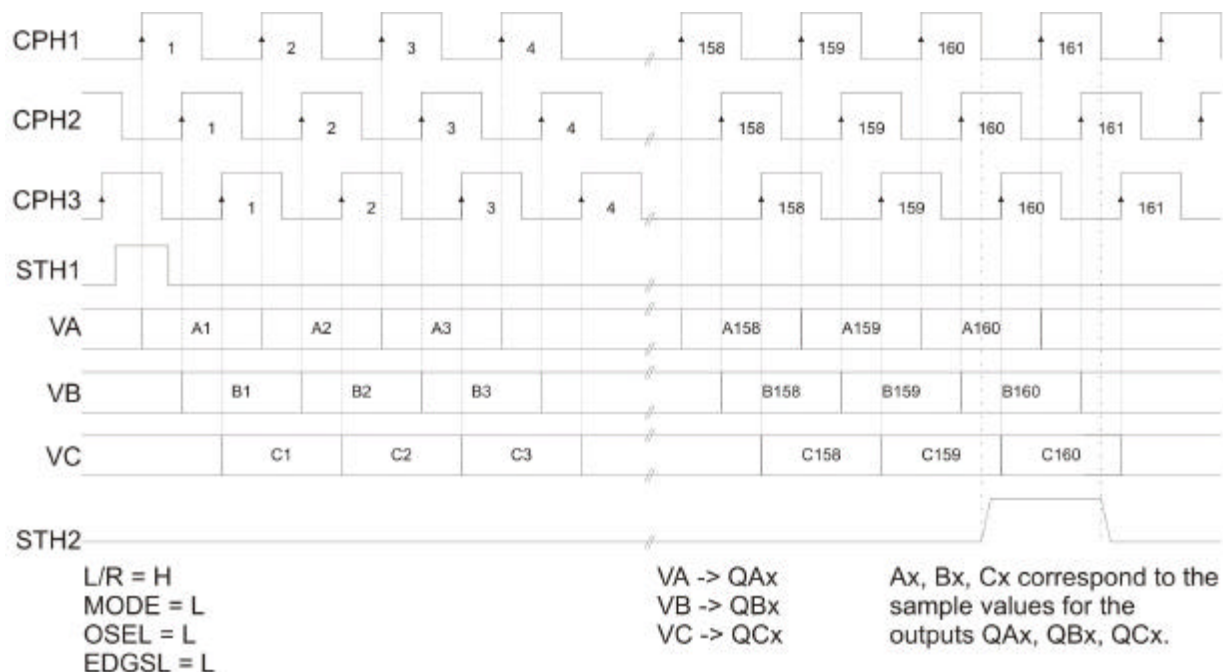 CPH1 1 2 3 4 158 159 160 161
CPH2 1 2 3 4 158 159 160 161
CPH3 1 2 3 4 158 159 160 161
STH1
VA A1 A2 A3 A158 A159 A160
VB B1 B2 B3 B158 B159 B160
VC C1 C2 C3 C158 C159 C160
STH2
L/R = H
MODE = L
OSEL = L
EDGSL = L
VA -> QAx
VB -> QBx
VC -> QCx
Ax, Bx, Cx correspond to the
sample values for the
outputs QAx, QBx, QCx.